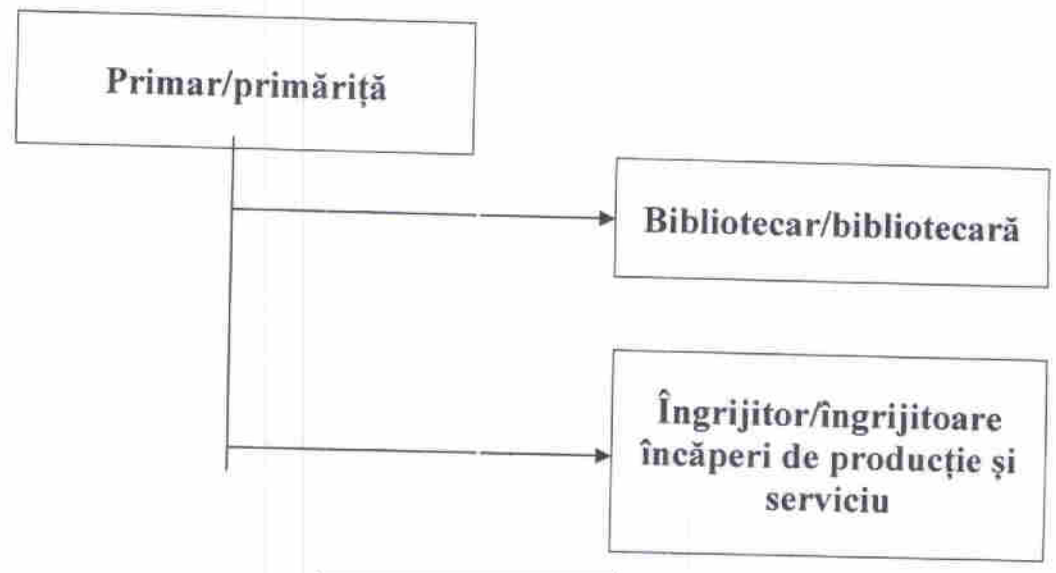 Primar/primăriță
Bibliotecar/bibliotecară
Îngrijitor/îngrijitoare
încăperi de producție și
serviciu